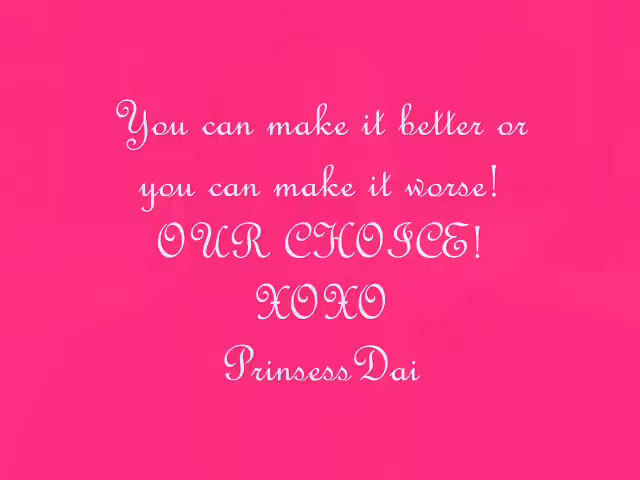 You can make it better or
you can make it worse!
OUR CHOICE!
XOXO
PrinsessDai